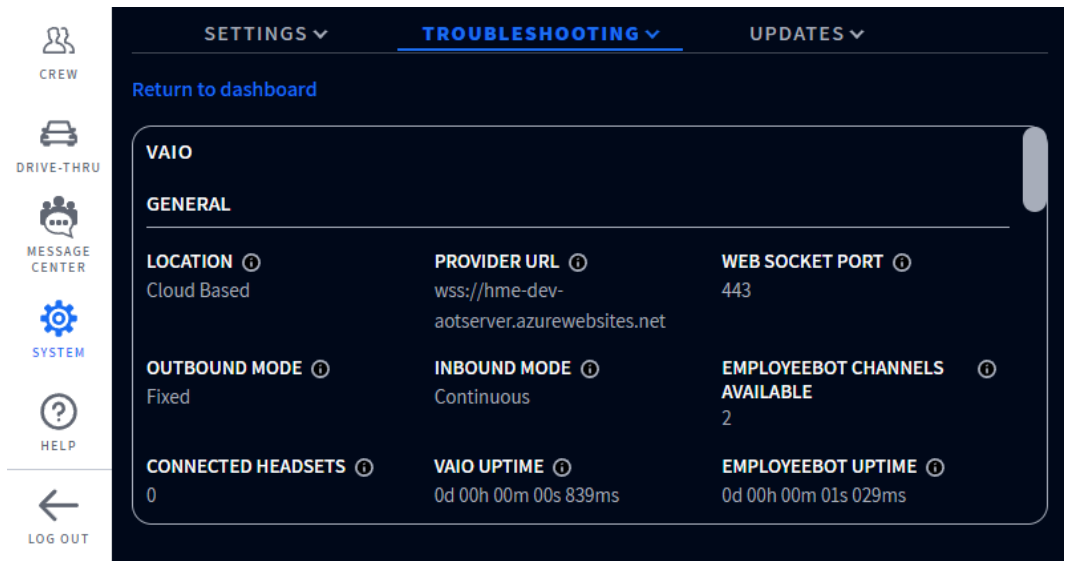 SETTINGS
TROUBLESHOOTING
UPDATES
CREW
DRIVE-THRU
MESSAGE
CENTER
SYSTEM
HELP
LOG OUT
Return to dashboard
VAIO
GENERAL
LOCATION
Cloud Based
PROVIDER URL
wss://hme-dev-
aotserver.azurewebsites.net
WEB SOCKET PORT
443
OUTBOUND MODE
Fixed
INBOUND MODE
Continuous
EMPLOYEEBOT CHANNELS
AVAILABLE
2
CONNECTED HEADSETS
0
VAIO UPTIME
0d 00h 00m 00s 839ms
EMPLOYEEBOT UPTIME
0d 00h 00m 01s 029ms